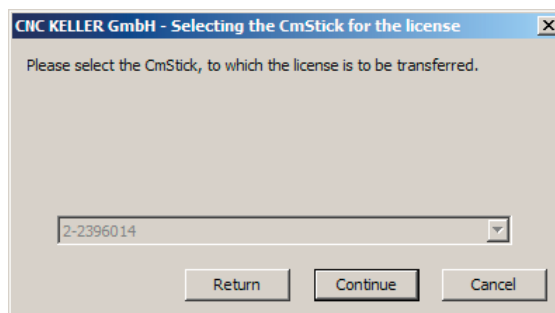 CNC KELLER GmbH - Selecting the CmStick for the license
Please select the CmStick, to which the license is to be transferred.
2-2396014
Return Continue Cancel